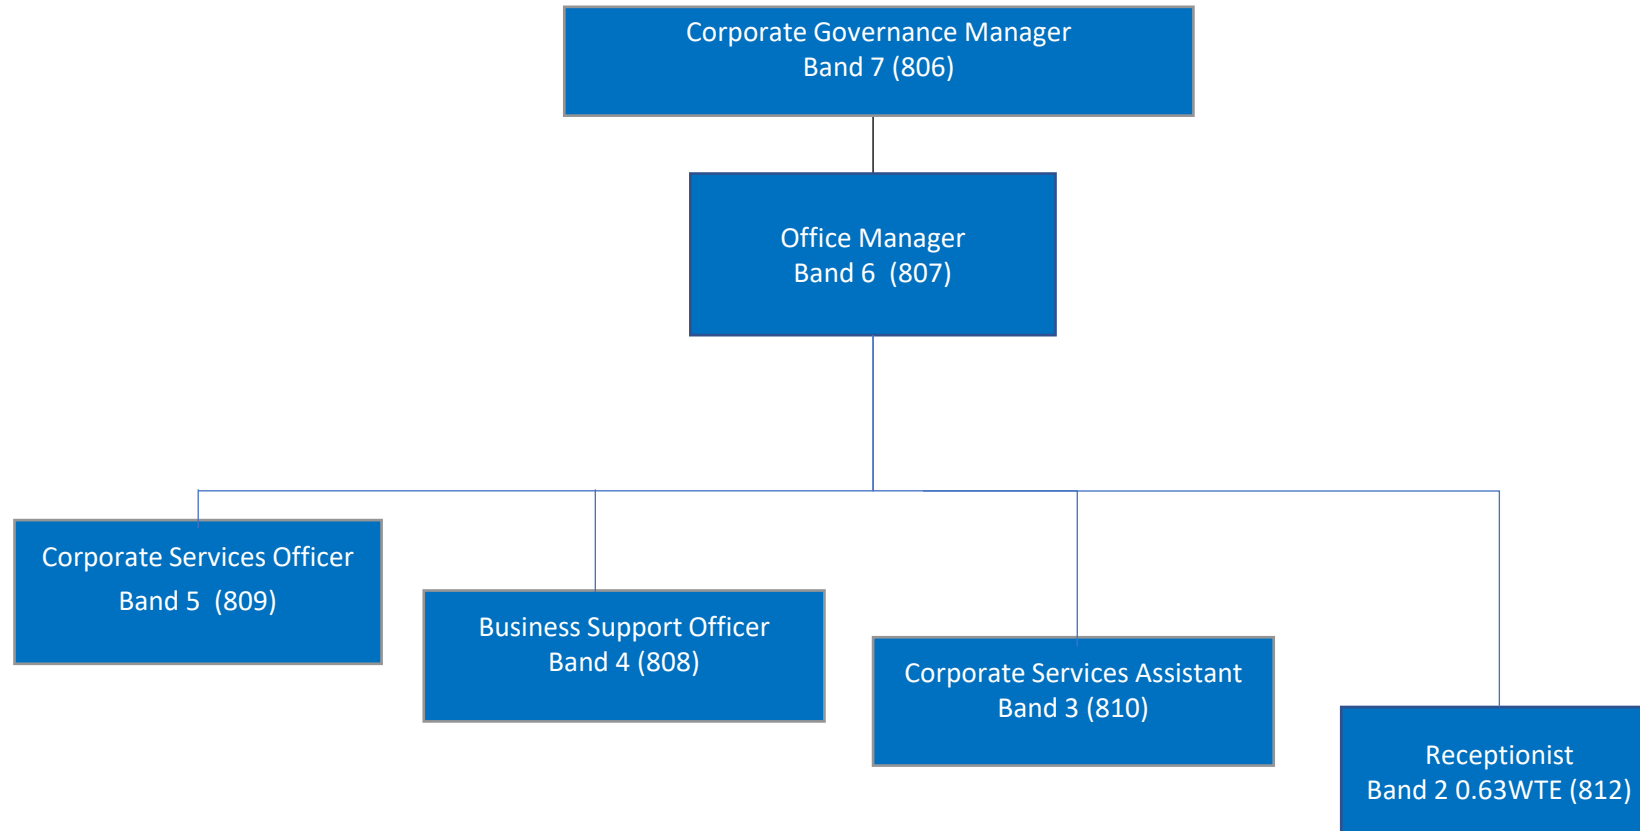 Corporate Governance Manager
Band 7 (806)
Office Manager
Band 6  (807)
Corporate Services Officer
Band 5  (809)
Business Support Officer
Band 4 (808)
Corporate Services Assistant
Band 3 (810)
Receptionist
Band 2 0.63WTE (812)